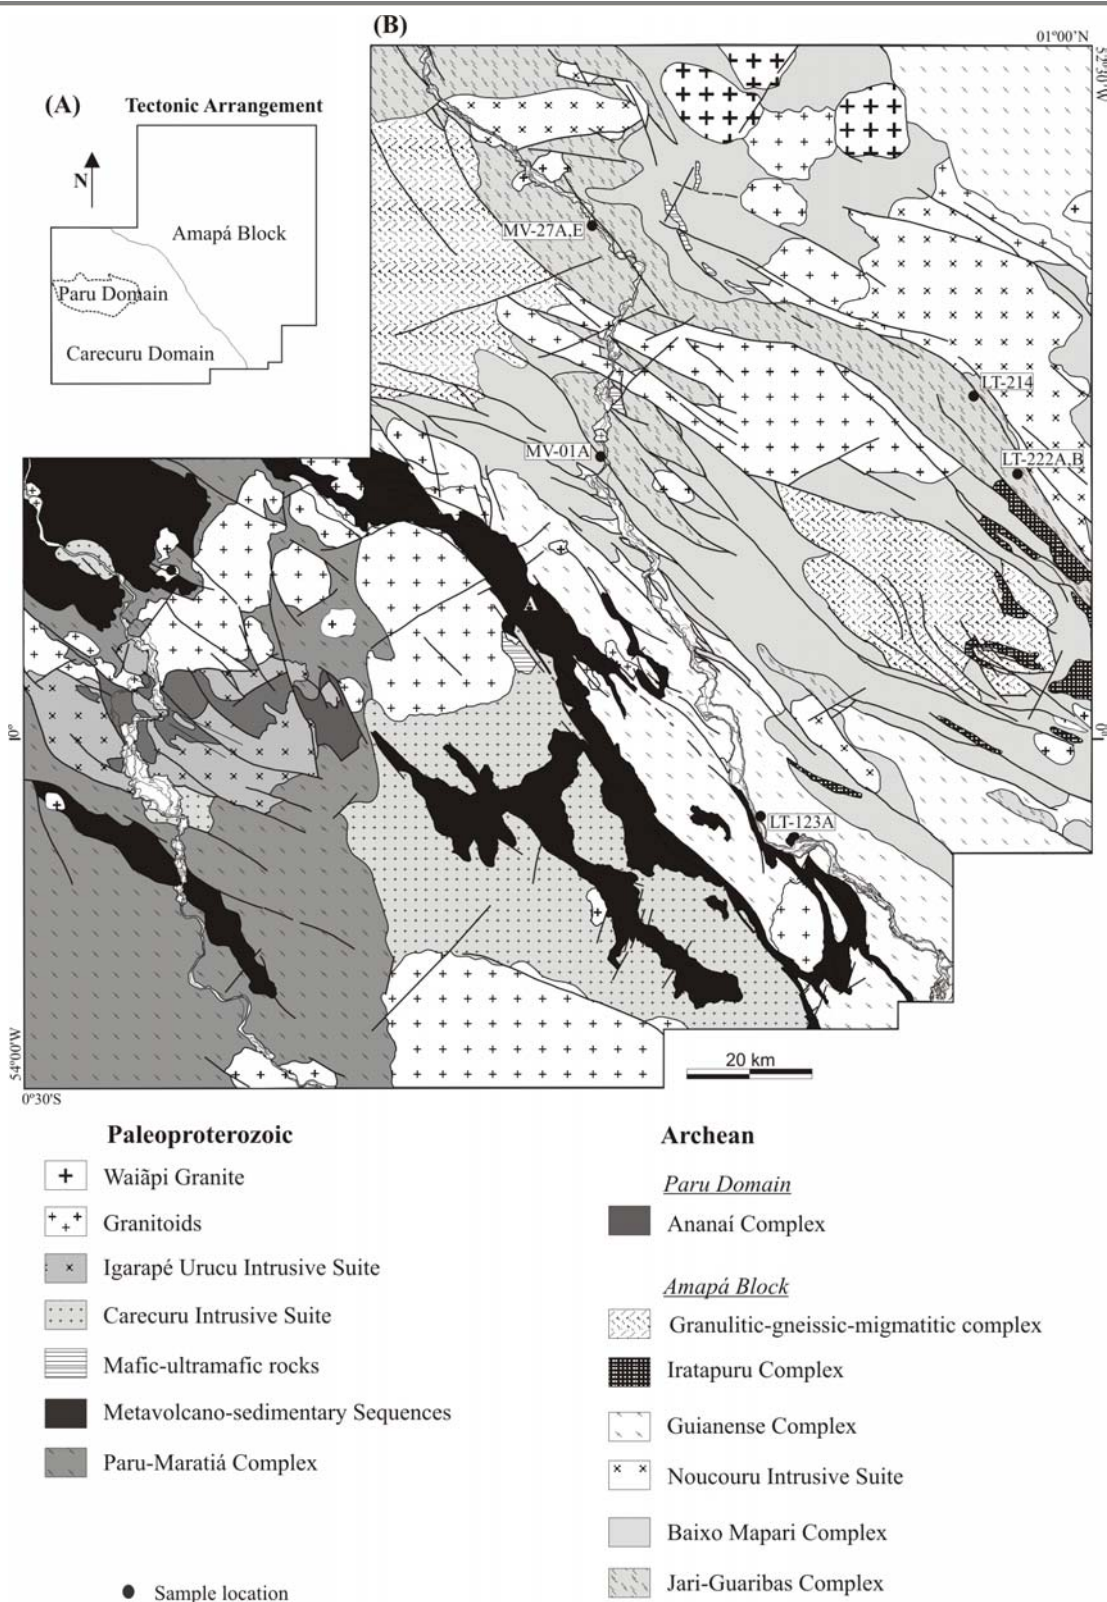 (B)
01°00'N
52°30'W
(A)
Tectonic Arrangement
N
Amapá Block
Paru Domain
Carecuru Domain
MV-27A,E
LT-214
MV-01A
LT-222A,B
A
0°
0°
LT-123A
54°00'W
20 km
0°30'S
Paleoproterozoic
Waiãpi Granite
Granitoids
Igarapé Urucu Intrusive Suite
Carecuru Intrusive Suite
Mafic-ultramafic rocks
Metavolcano-sedimentary Sequences
Paru-Maratiá Complex
Sample location
Archean
Paru Domain
Ananaí Complex
Amapá Block
Granulitic-gneissic-migmatitic complex
Iratapuru Complex
Guianense Complex
Noucouru Intrusive Suite
Baixo Mapari Complex
Jari-Guaribas Complex